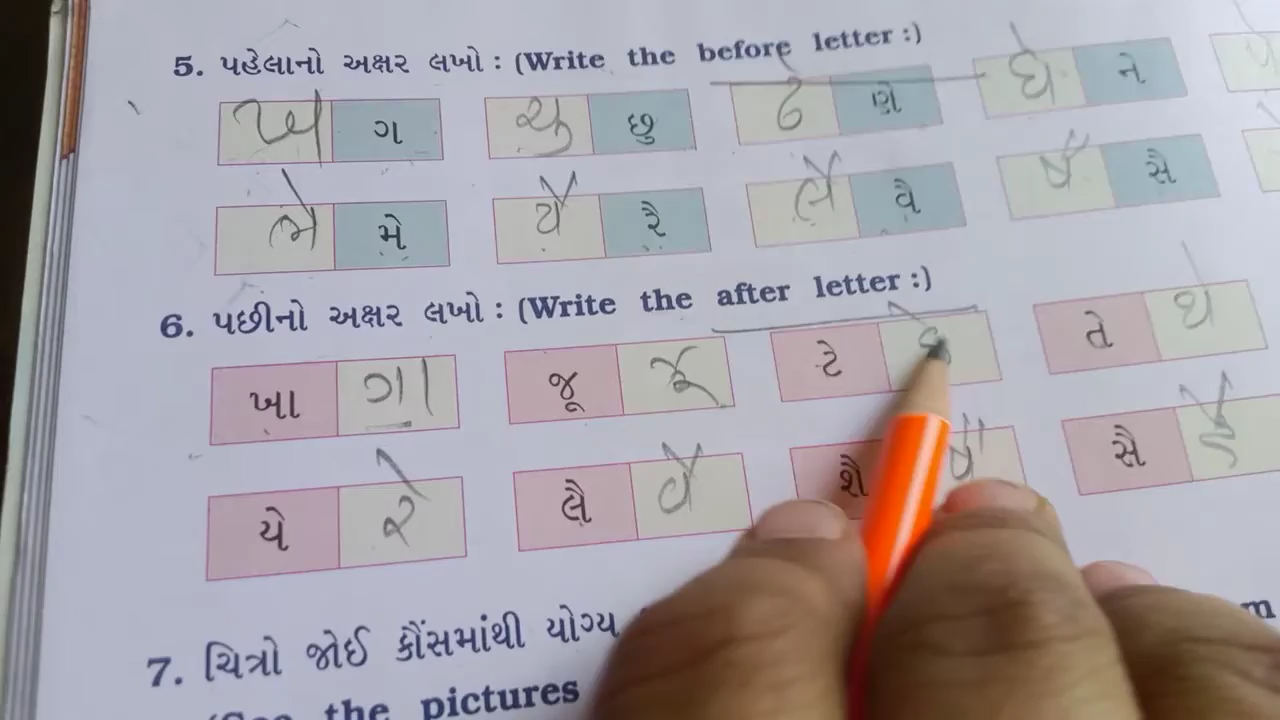 5. પહેલાનો અક્ષર લખો : (Write the before letter :)
ખ ગ ચુ છુ ઢે ણે ધે ને
ભે મે યૈ રૈ લૈ વૈ ષૈ સૈ
6. પછીનો અક્ષર લખો : (Write the after letter :)
ખા ગા જૂ ઝૂ ટે તે થે
યે રે લૈ વૈ શૈ ષૈ સૈ હૈ
7. ચિત્રો જોઈ કૌંસમાંથી યોગ્ય
the pictures